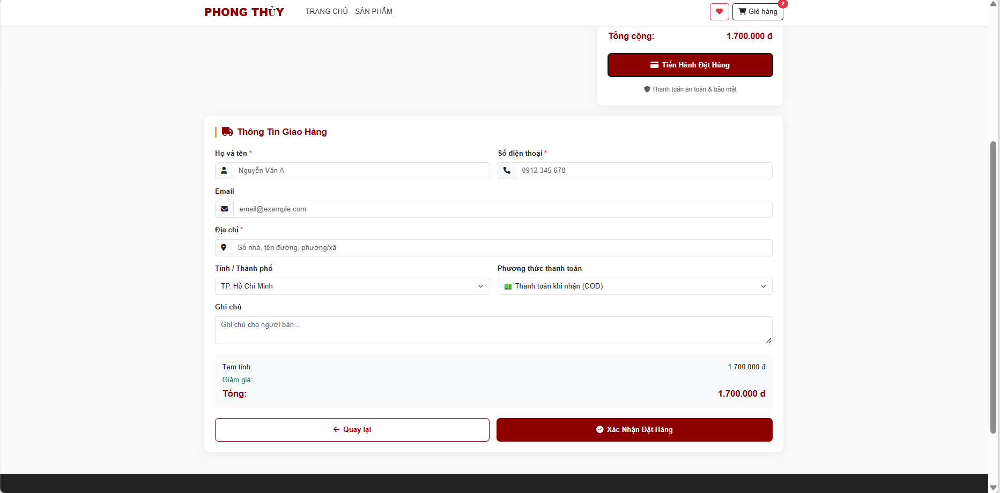 PHONG THỦY
TRANG CHỦ SẢN PHẨM
Giỏ hàng
2
Tổng cộng: 1.700.000 đ
Tiến Hành Đặt Hàng
Thanh toán an toàn & bảo mật
Thông Tin Giao Hàng
Họ và tên * Số điện thoại *
Nguyễn Văn A 0912 345 678
Email
email@example.com
Địa chỉ *
Số nhà, tên đường, phường/xã
Tỉnh / Thành phố Phương thức thanh toán
TP. Hồ Chí Minh Thanh toán khi nhận (COD)
Ghi chú
Ghi chú cho người bán...
Tạm tính: 1.700.000 đ
Giảm giá:
Tổng: 1.700.000 đ
Quay lại Xác Nhận Đặt Hàng